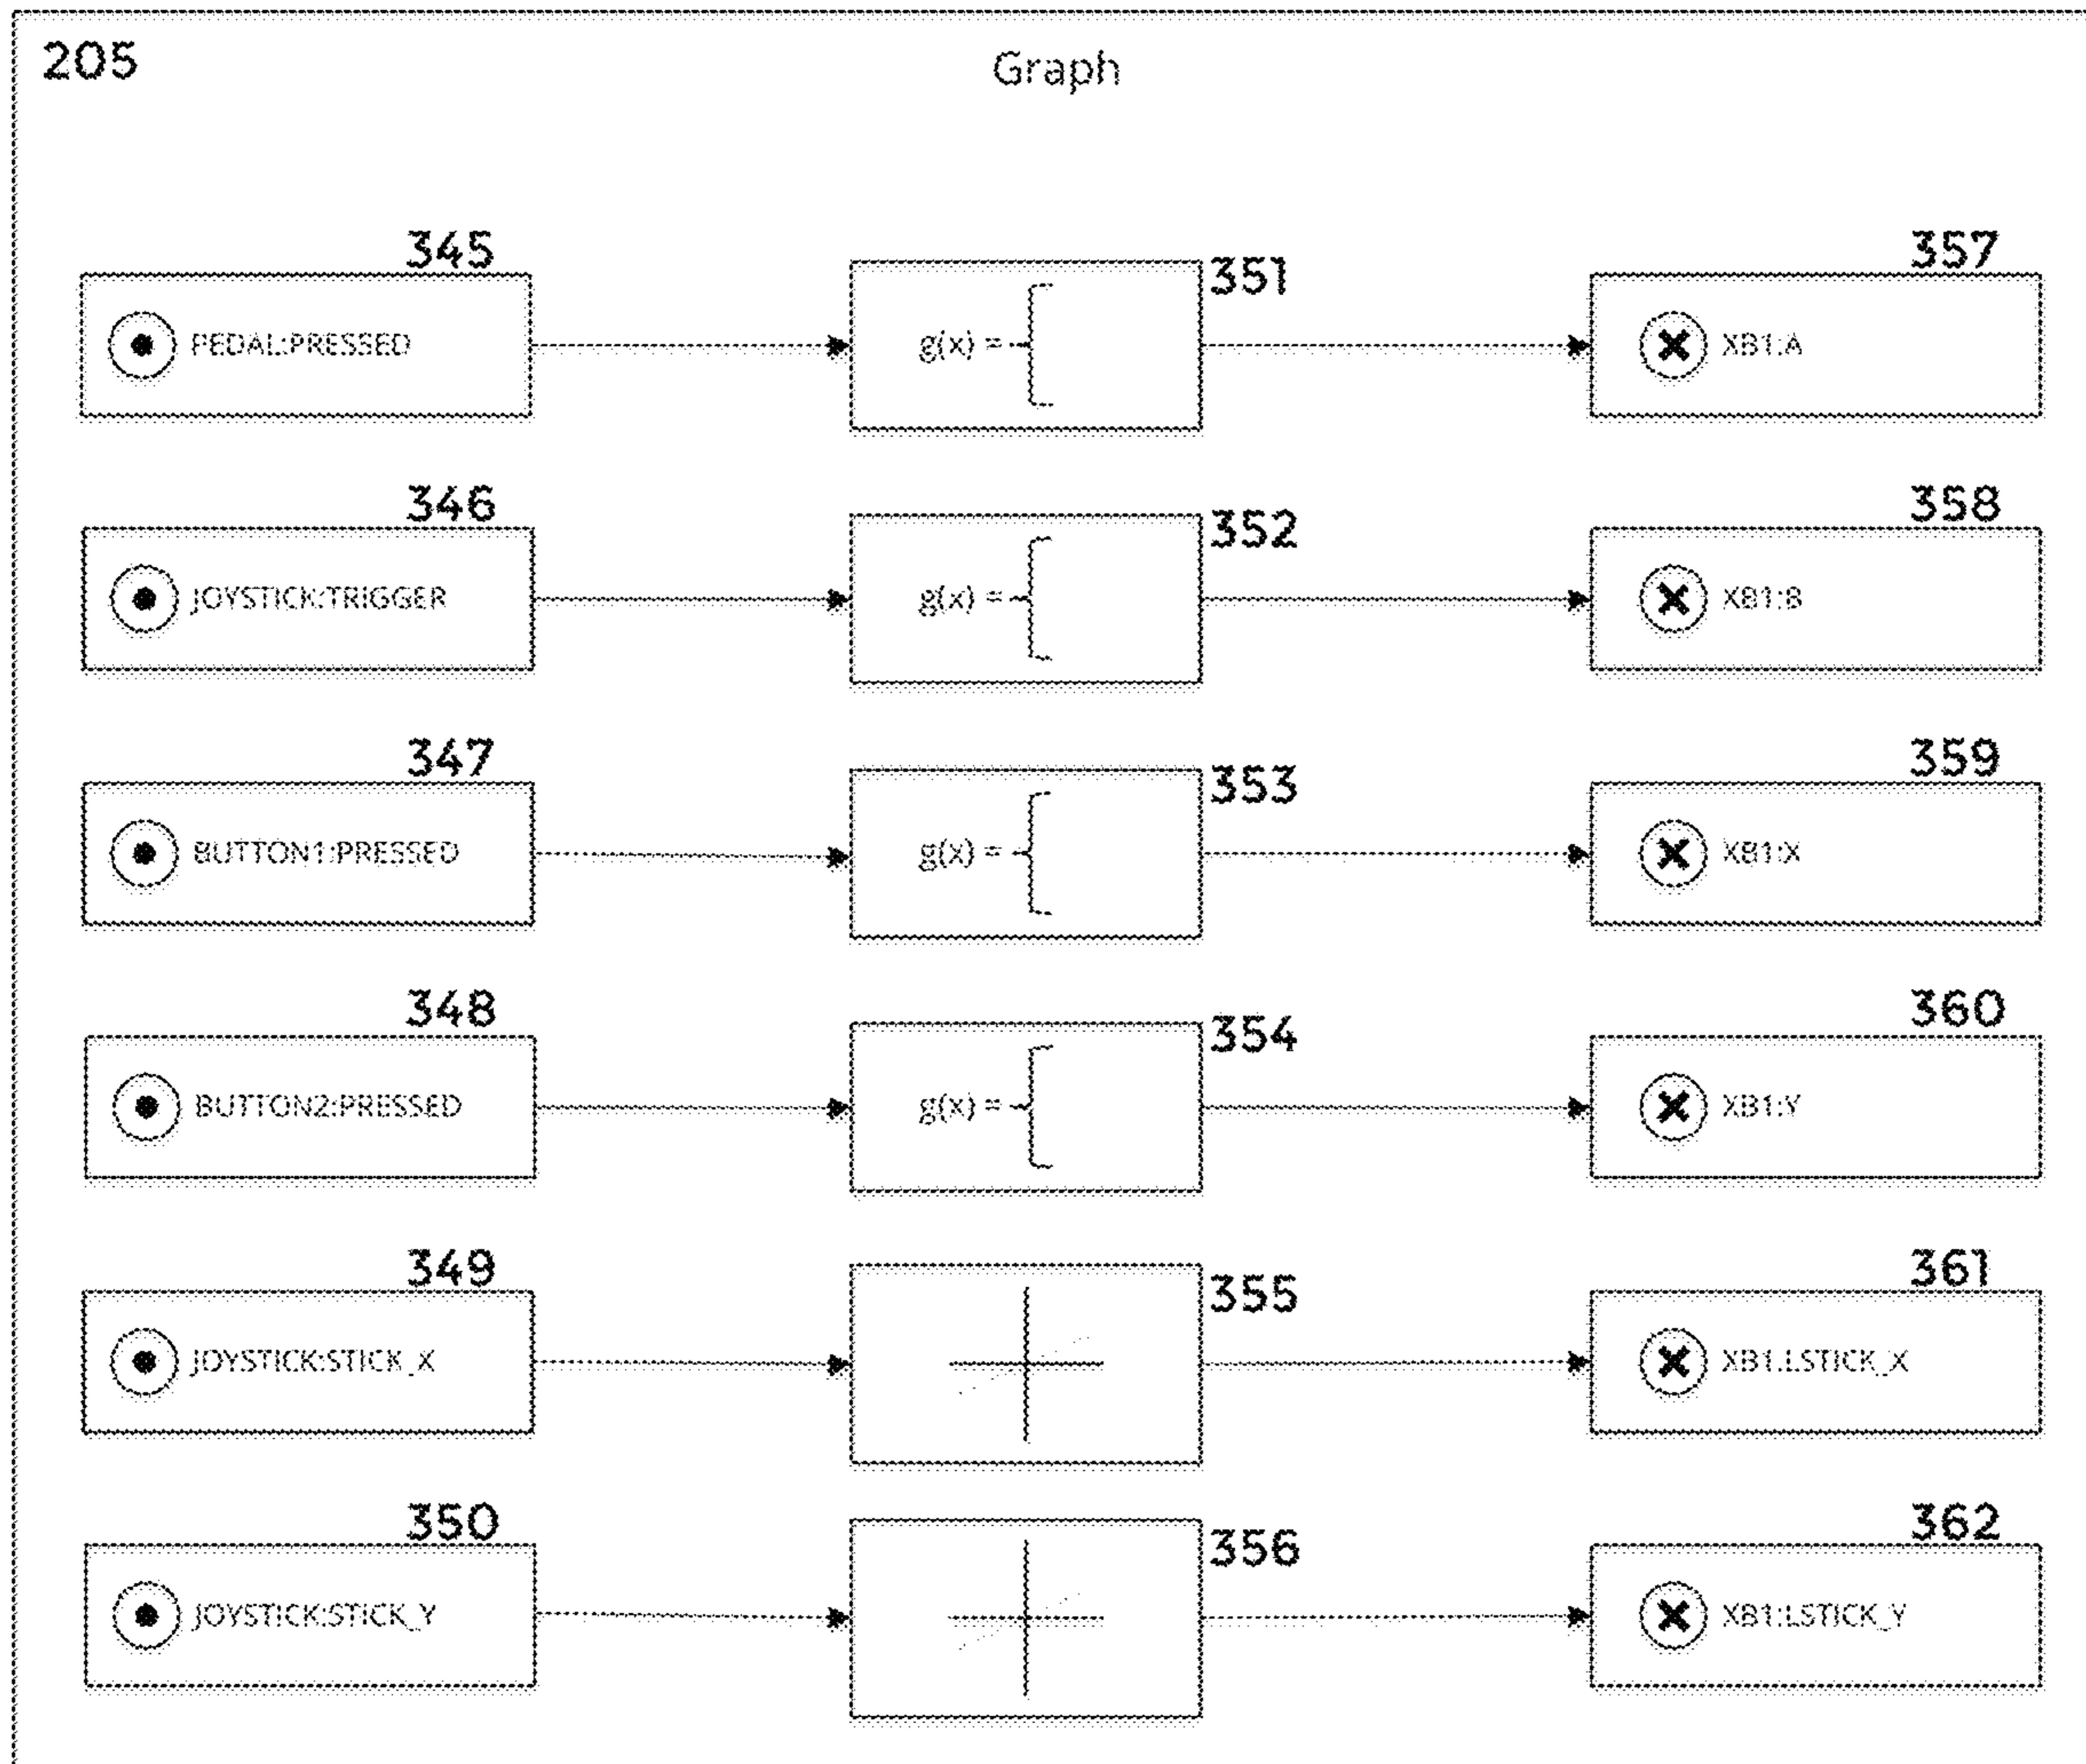 205
Graph
345
351
357
PEDAL:PRESSED
g(x) =
XB1:A
346
352
358
JOYSTICK:TRIGGER
g(x) =
XB1:B
347
353
359
BUTTON1:PRESSED
g(x) =
XB1:X
348
354
360
BUTTON2:PRESSED
g(x) =
XB1:Y
349
355
361
JOYSTICK:STICK_X
XB1:LSTICK_X
350
356
362
JOYSTICK:STICK_Y
XB1:LSTICK_Y